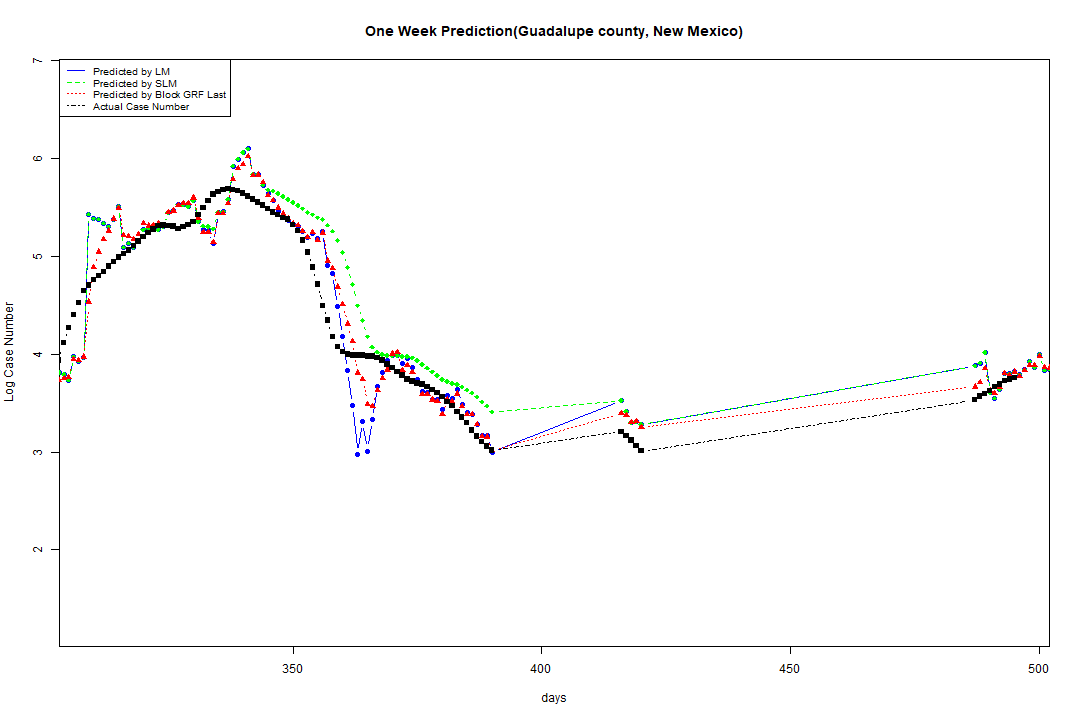 One Week Prediction(Guadalupe county, New Mexico)
Predicted by LM
Predicted by SLM
Predicted by Block GRF Last
Actual Case Number
7
6
5
4
3
2
Log Case Number
350 400 450 500
days